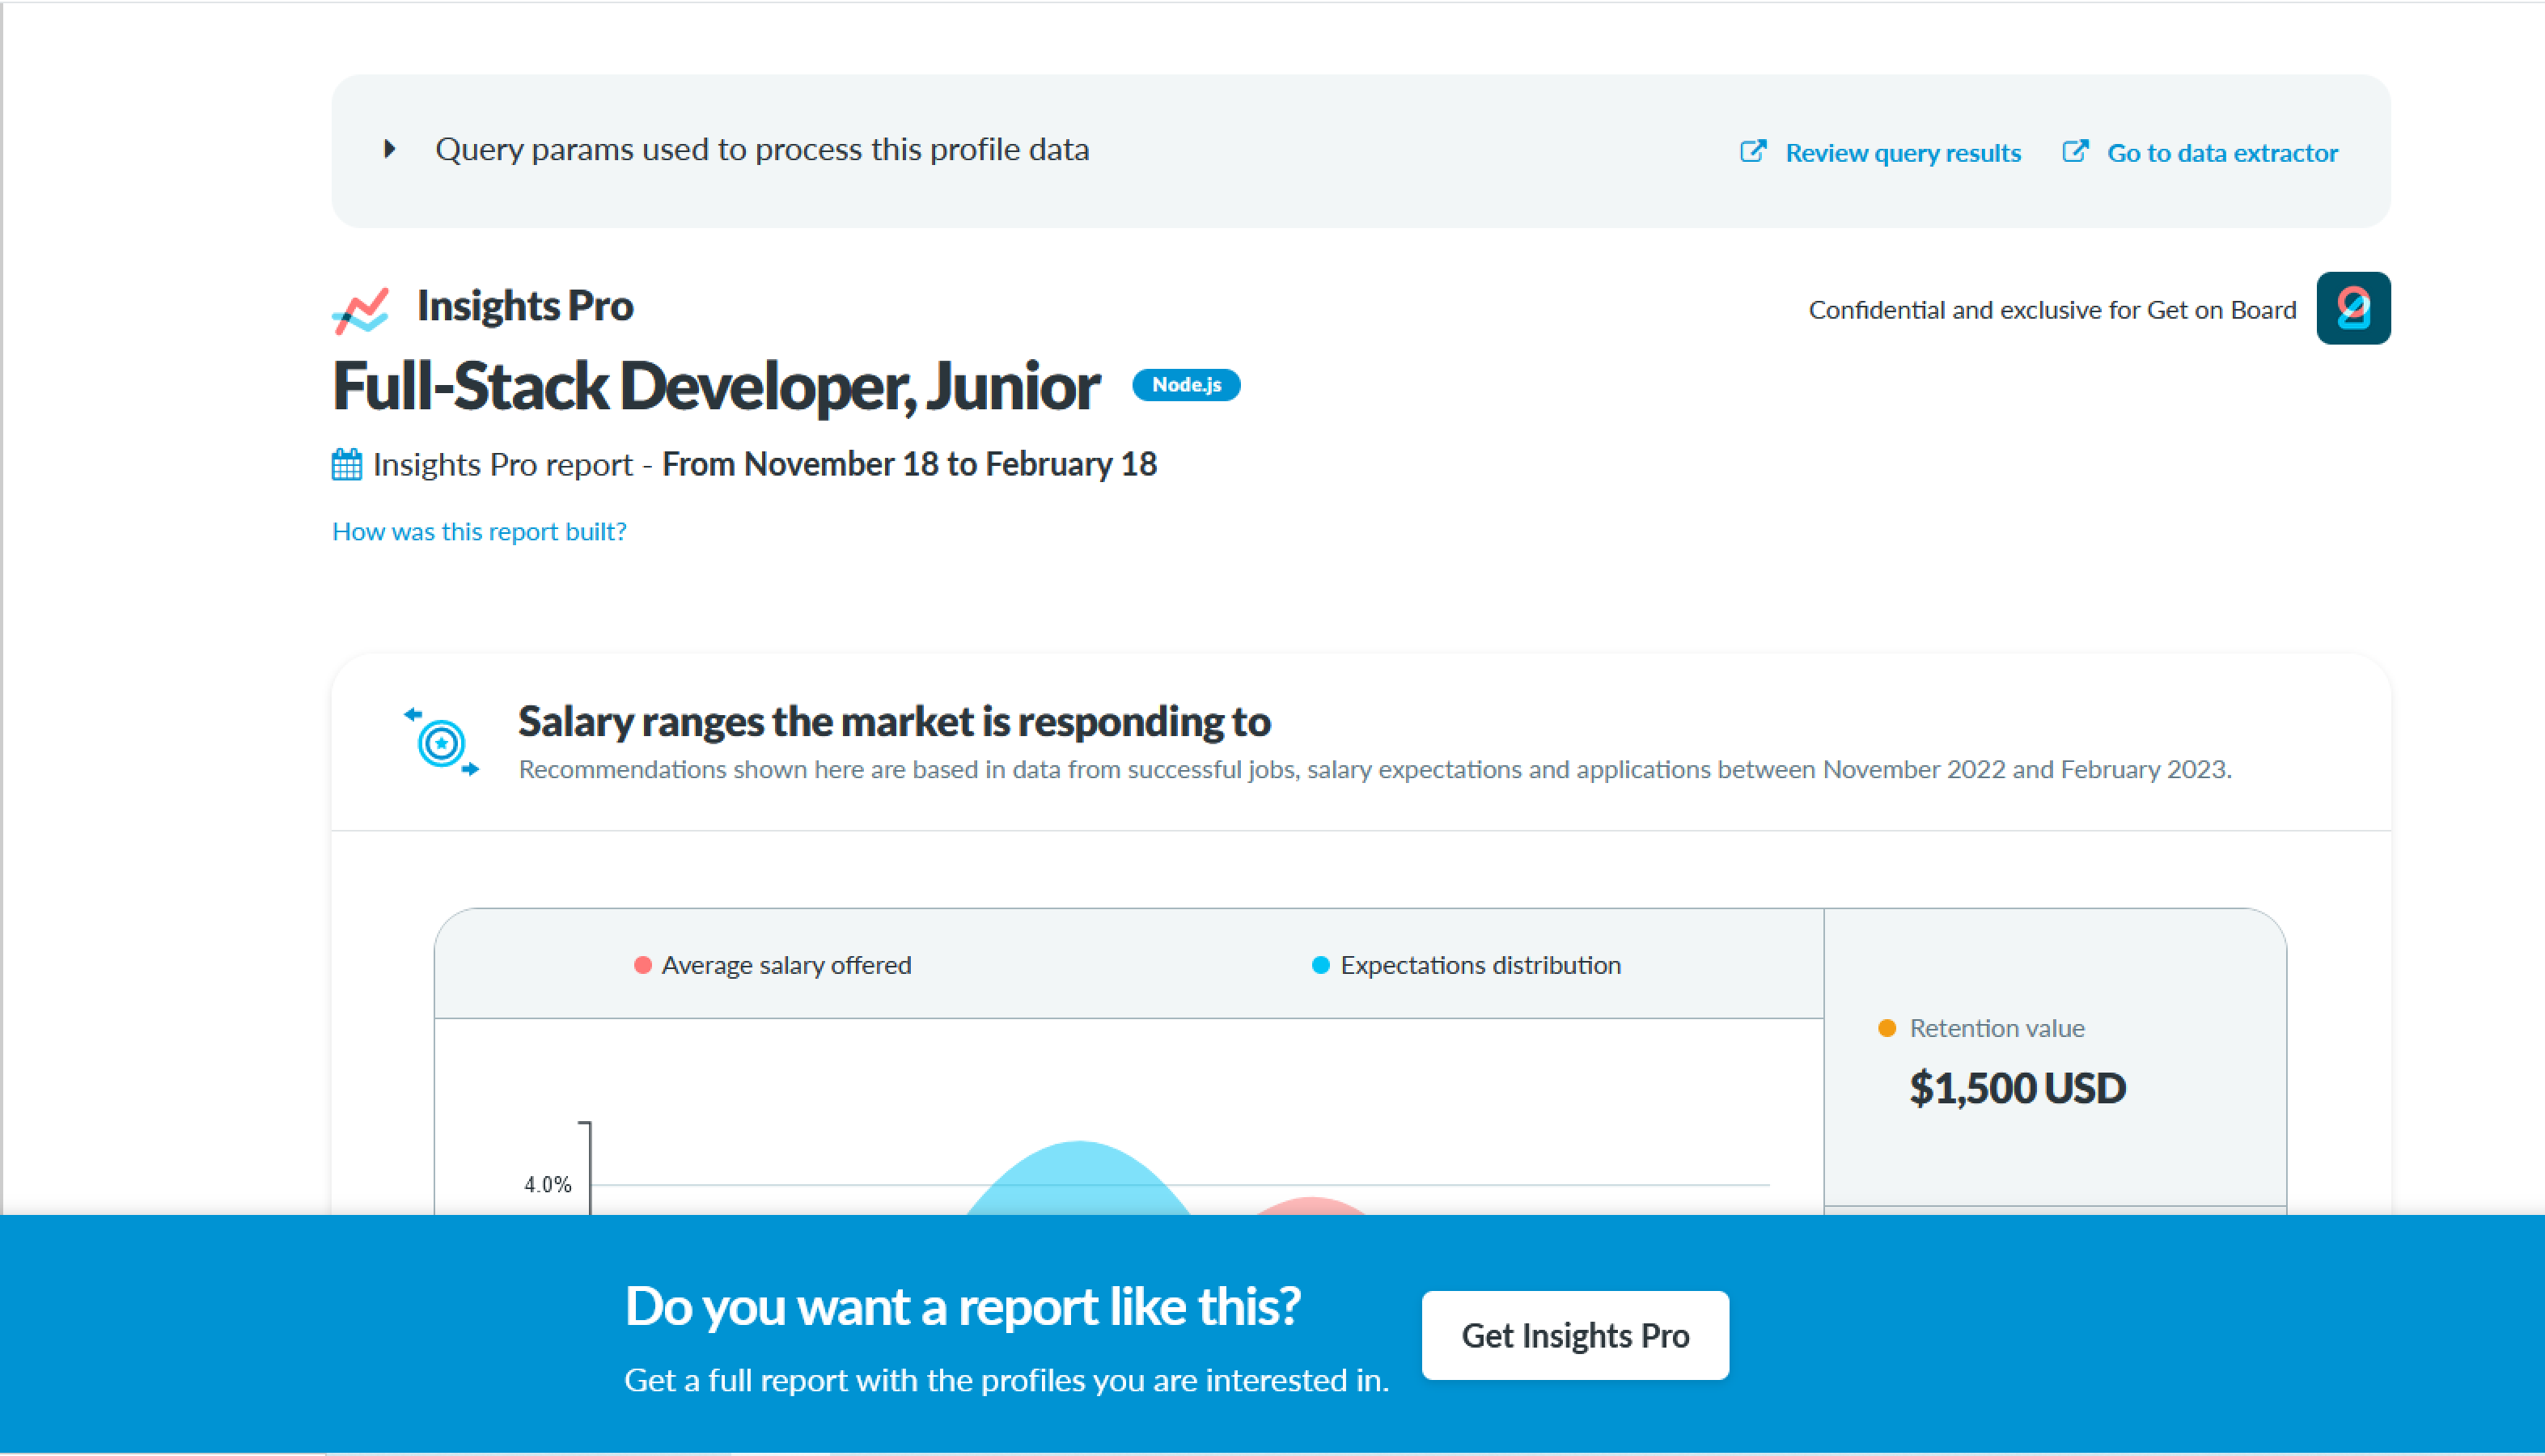 Query params used to process this profile data
Review query results
Go to data extractor
Insights Pro
Confidential and exclusive for Get on Board
Full-Stack Developer, Junior
Node.js
Insights Pro report - From November 18 to February 18
How was this report built?
Salary ranges the market is responding to
Recommendations shown here are based in data from successful jobs, salary expectations and applications between November 2022 and February 2023.
Average salary offered
Expectations distribution
Retention value
$1,500 USD
4.0%
Do you want a report like this?
Get a full report with the profiles you are interested in.
Get Insights Pro